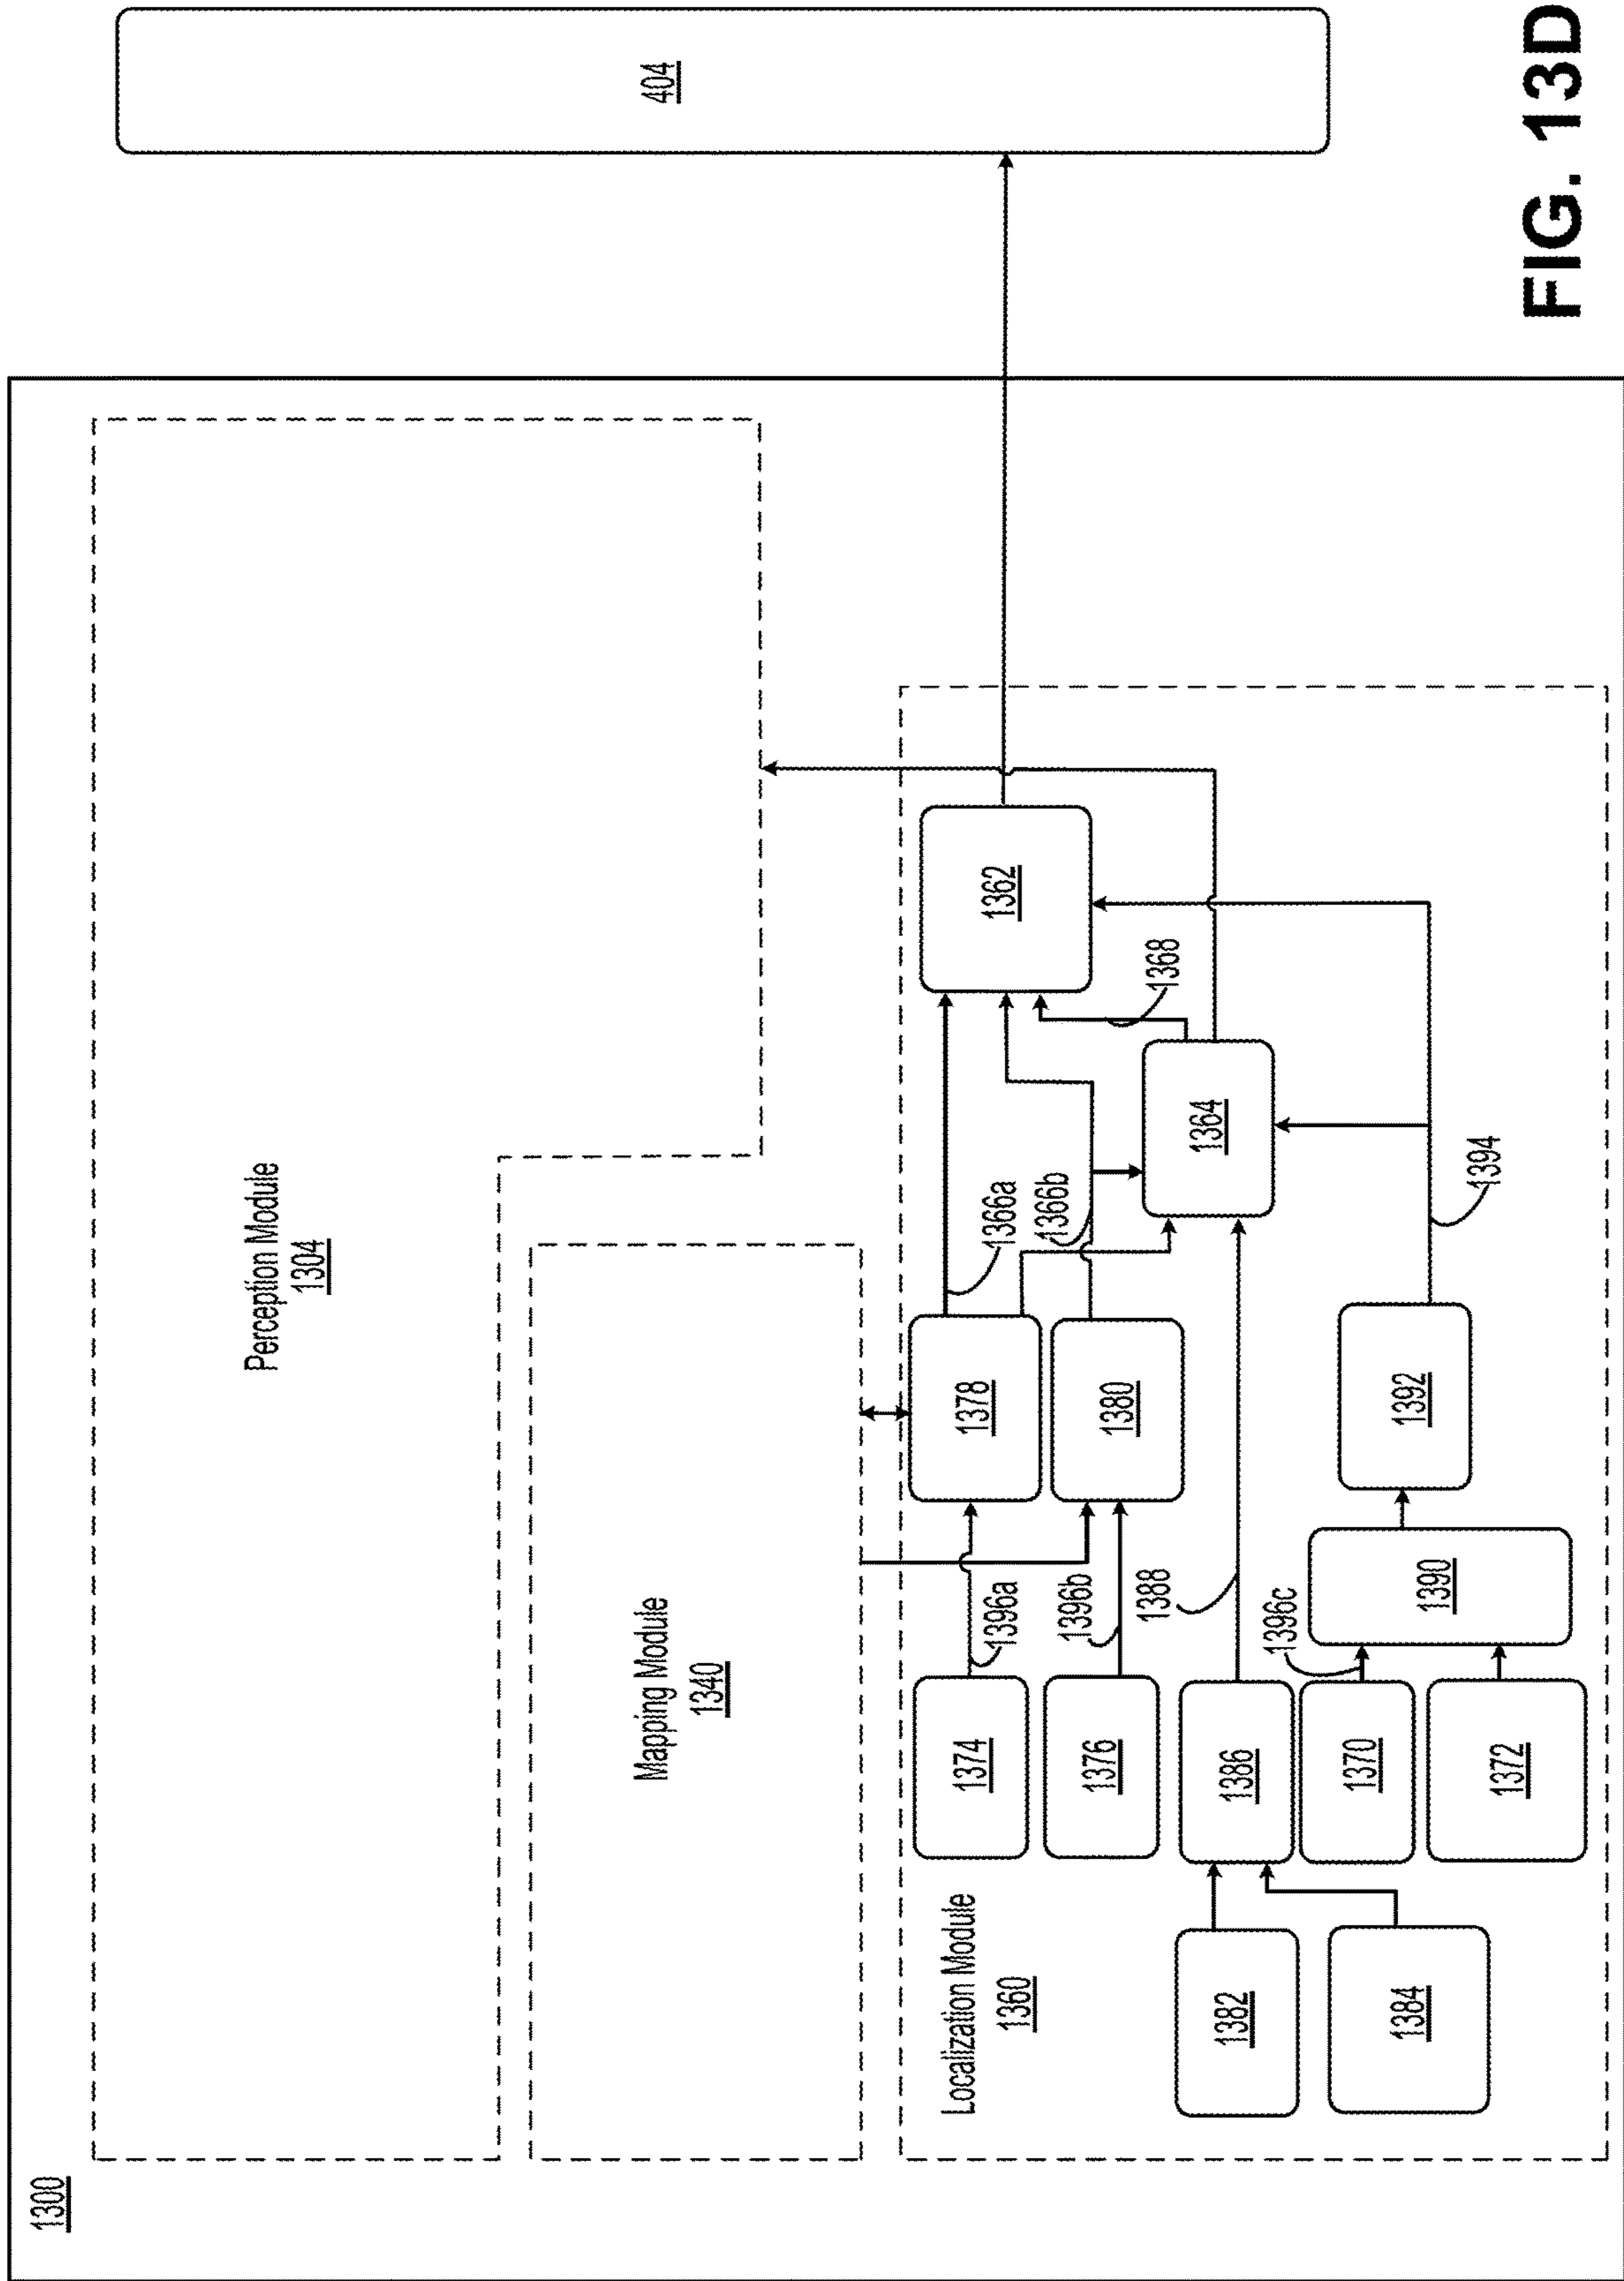 1300
Perception Module
1304
404
Mapping Module
1340
Localization Module
1360
1374
1396a
1378
1366a
1362
1376
1396b
1380
1366b
1368
1382
1386
1388
1364
1384
1370
1396c
1390
1392
1394
1372
FIG. 13D